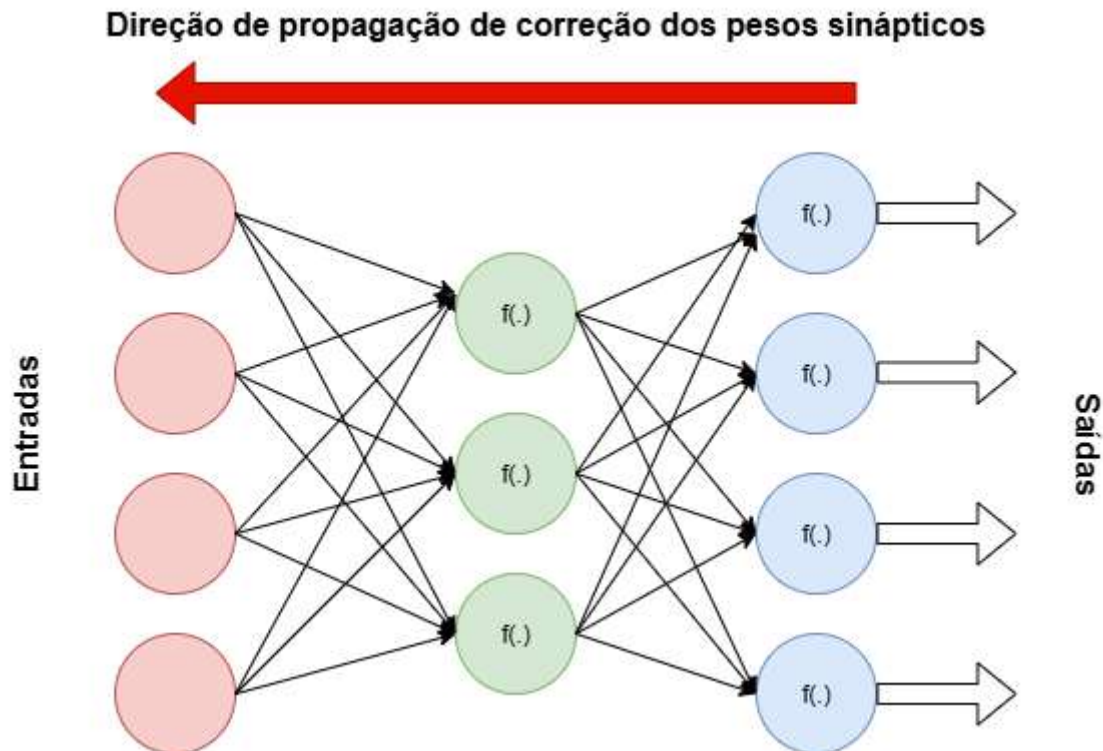 Direção de propagação de correção dos pesos sinápticos
Entradas
f(.)
f(.)
f(.)
f(.)
f(.)
f(.)
f(.)
Saídas